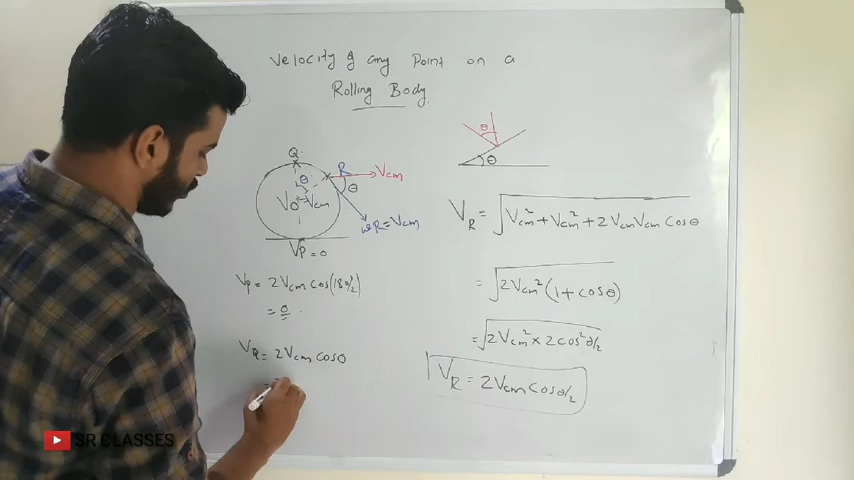 Velocity of any Point on a
Rolling Body
Q
R
Vcm
θ
θ
V0=Vcm
ωR=Vcm
VP=0
VP = 2Vcm cos(180/2)
= 0
VQ = 2Vcm cos0
θ
θ
VR = √Vcm²+Vcm²+2VcmVcm cosθ
= √2Vcm²(1+cosθ)
= √2Vcm² × 2cos²θ/2
VR = 2Vcm cosθ/2
SR CLASSES